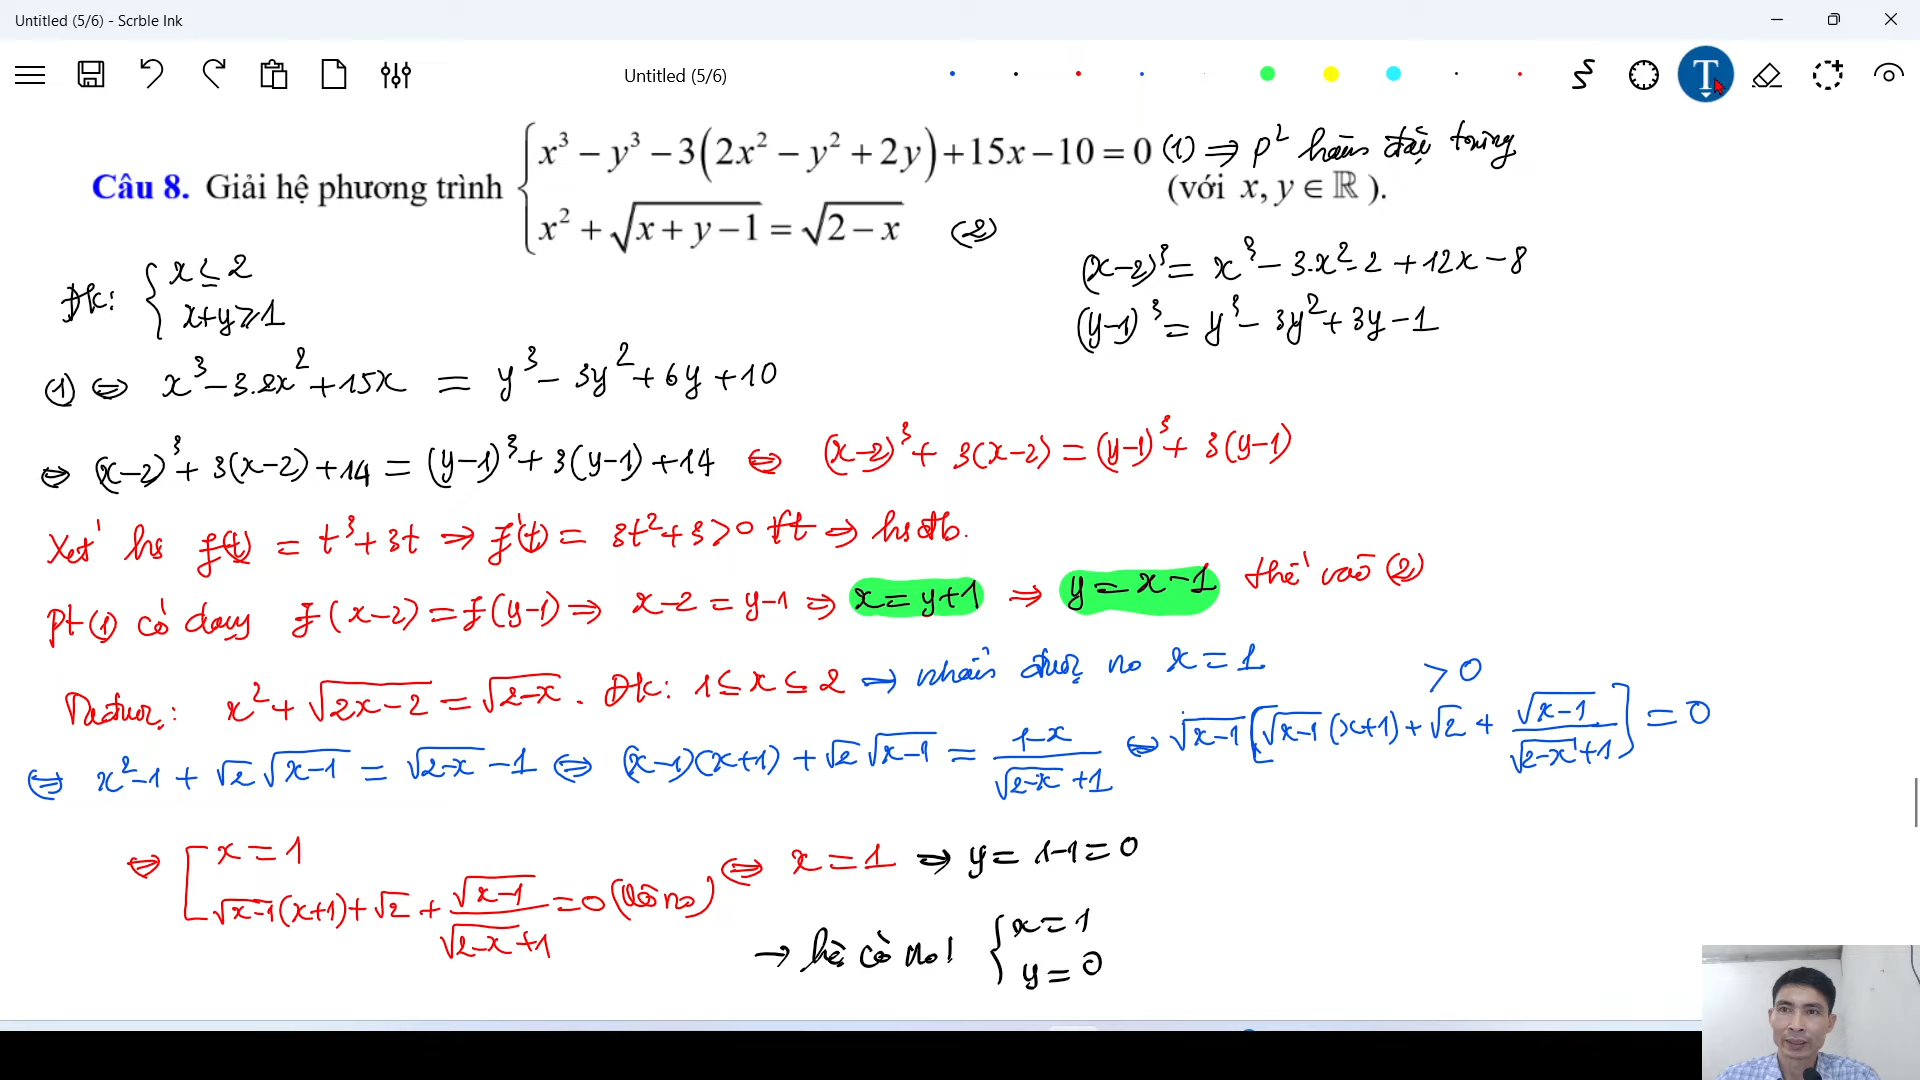 Untitled (5/6) - Scrble Ink
Untitled (5/6)
T
Câu 8. Giải hệ phương trình { x³ − y³ − 3(2x² − y² + 2y) + 15x − 10 = 0 (1) ⇒ p² hàm đặc trưng
x² + √(x + y − 1) = √(2 − x) (2)
(với x, y ∈ ℝ).
(x−2)³ = x³ − 3.x².2 + 12x − 8
(y−1)³ = y³ − 3y² + 3y − 1
Đk: { x ≤ 2
x+y ≥ 1
(1) ⇔ x³ − 3.2x² + 15x = y³ − 3y² + 6y + 10
⇔ (x−2)³ + 3(x−2) + 14 = (y−1)³ + 3(y−1) + 14 ⇔ (x−2)³ + 3(x−2) = (y−1)³ + 3(y−1)
Xét hs f(t) = t³ + 3t ⇒ f'(t) = 3t² + 3 > 0 ∀t ⇒ hs đb.
Pt (1) có dạng f(x−2) = f(y−1) ⇒ x−2 = y−1 ⇒ x = y+1 ⇒ y = x−1 thế vào (2)
Ta được: x² + √(2x−2) = √(2−x). Đk: 1 ≤ x ≤ 2 → nhẩm được no x = 1
> 0
⇔ x² − 1 + √2 √(x−1) = √(2−x) − 1 ⇔ (x−1)(x+1) + √2 √(x−1) = (1−x)/(√(2−x) + 1) ⇔ √(x−1) [√(x−1) (x+1) + √2 + √(x−1)/(√(2−x) + 1)] = 0
⇔ [ x = 1
√(x−1) (x+1) + √2 + √(x−1)/(√(2−x) + 1) = 0 (vô no) ⇔ x = 1 ⇒ y = 1−1 = 0
→ hệ có no! { x = 1
y = 0